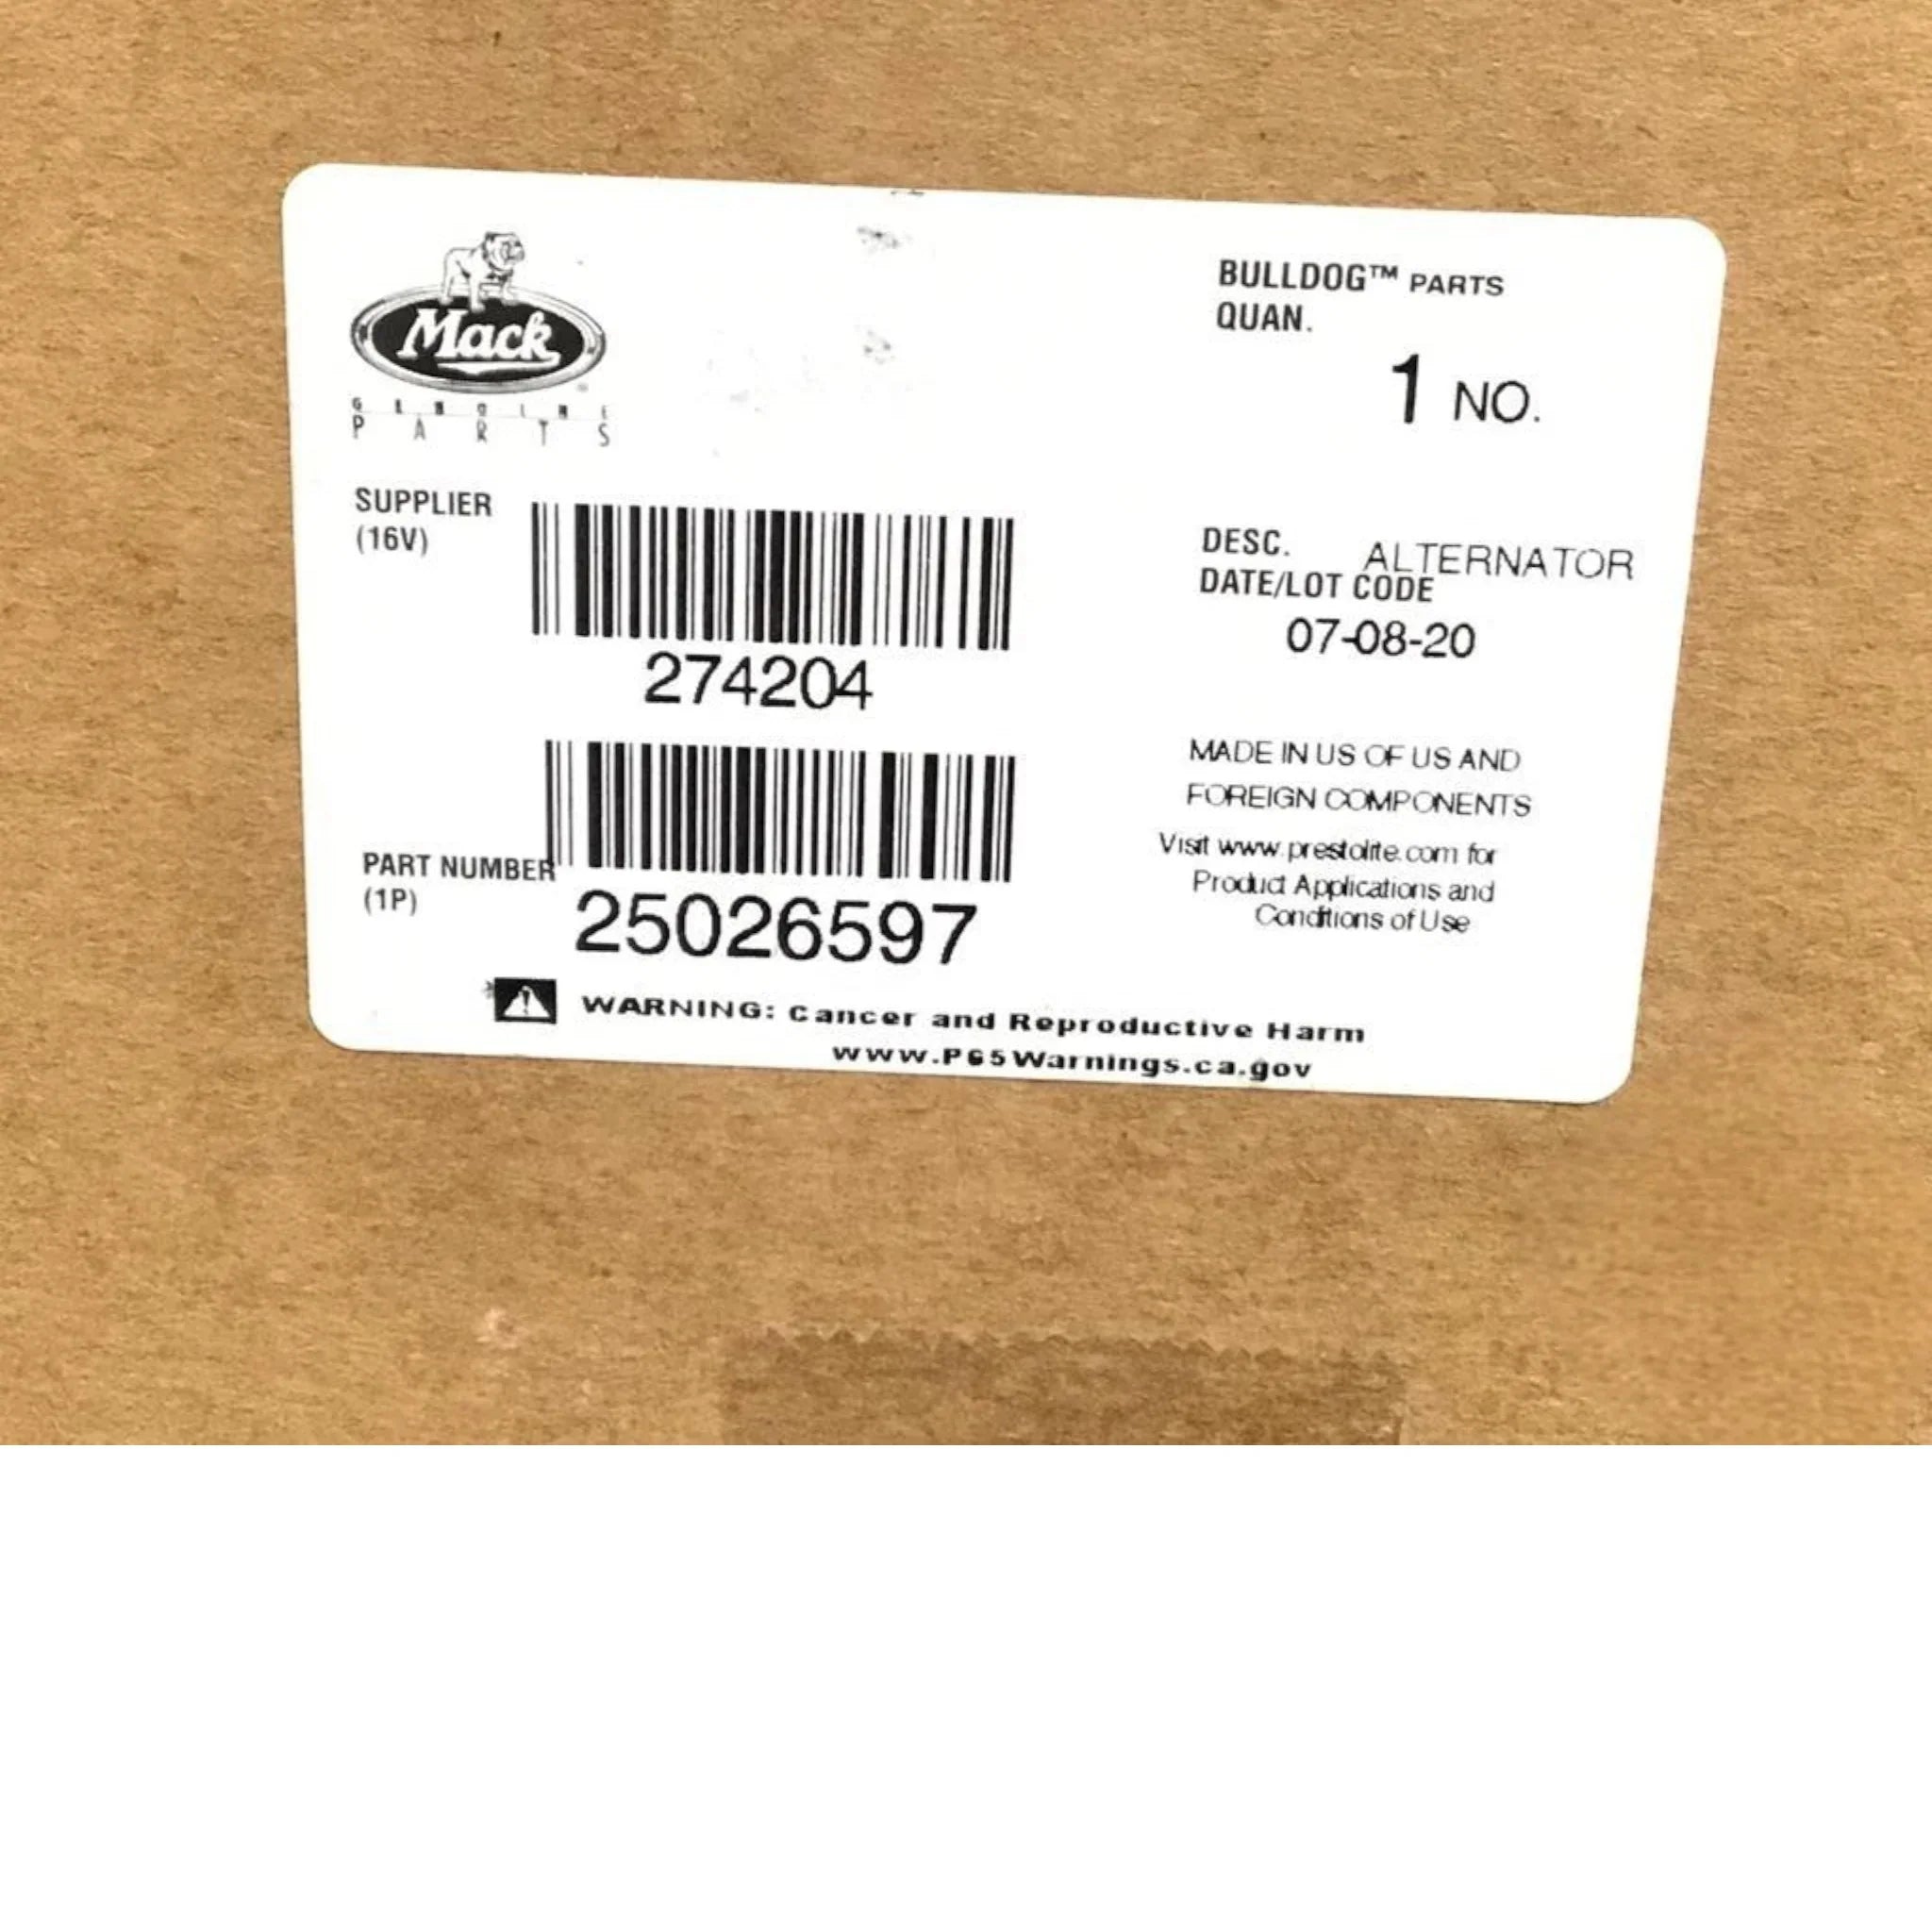 Mack
GENUINE
PARTS
BULLDOG™ PARTS
QUAN.
1 NO.
SUPPLIER
(16V)
274204
DESC. ALTERNATOR
DATE/LOT CODE
07-08-20
PART NUMBER
(1P)
25026597
MADE IN US OF US AND
FOREIGN COMPONENTS
Visit www.prestolite.com for
Product Applications and
Conditions of Use
WARNING: Cancer and Reproductive Harm
www.P65Warnings.ca.gov